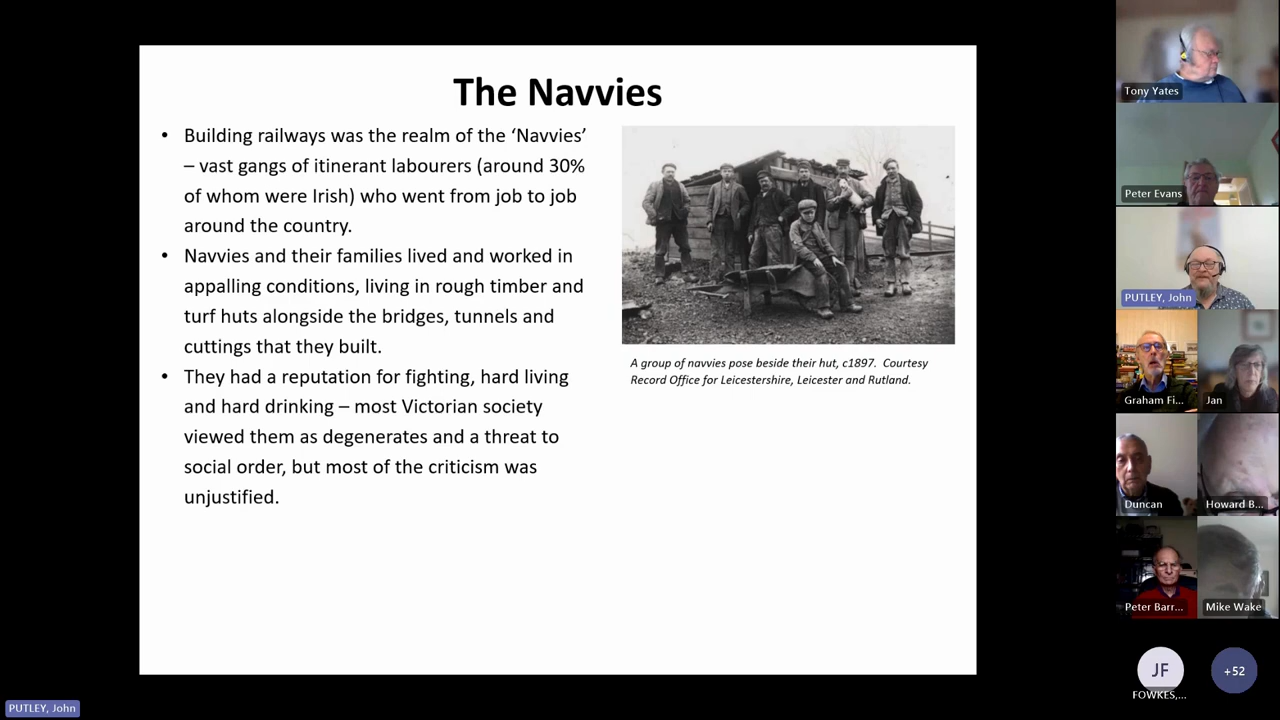 The Navvies
• Building railways was the realm of the ‘Navvies’
– vast gangs of itinerant labourers (around 30%
of whom were Irish) who went from job to job
around the country.
• Navvies and their families lived and worked in
appalling conditions, living in rough timber and
turf huts alongside the bridges, tunnels and
cuttings that they built.
• They had a reputation for fighting, hard living
and hard drinking – most Victorian society
viewed them as degenerates and a threat to
social order, but most of the criticism was
unjustified.
A group of navvies pose beside their hut, c1897. Courtesy
Record Office for Leicestershire, Leicester and Rutland.
Tony Yates
Peter Evans
PUTLEY, John
Graham Fi...
Jan
Duncan
Howard B...
Peter Barr...
Mike Wake
JF
+52
FOWKES,...
PUTLEY, John